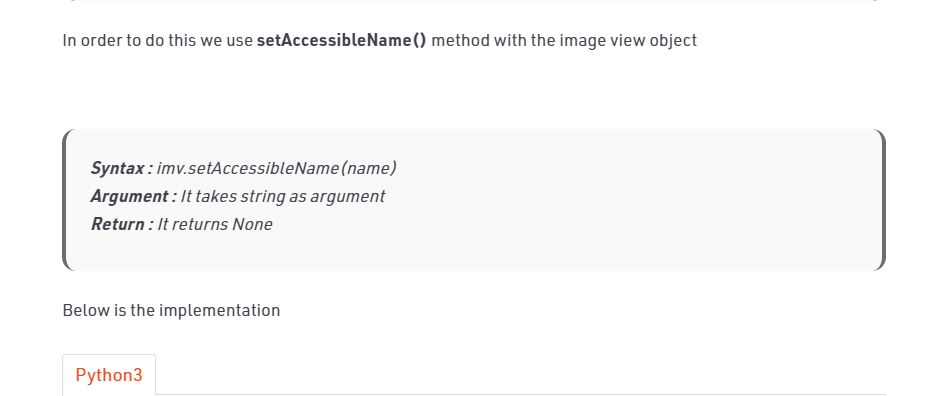 In order to do this we use setAccessibleName() method with the image view object
Syntax : imv.setAccessibleName(name)
Argument : It takes string as argument
Return : It returns None
Below is the implementation
Python3